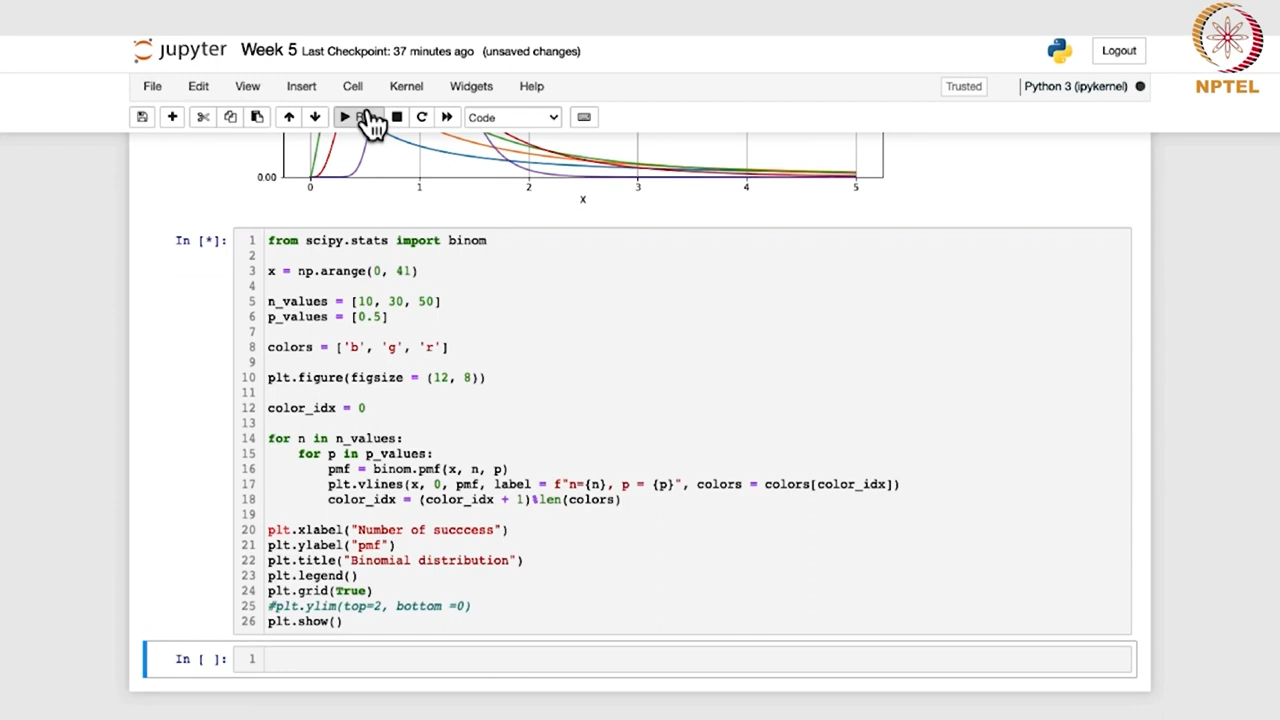 jupyter Week 5 Last Checkpoint: 37 minutes ago (unsaved changes)
Logout
NPTEL
File Edit View Insert Cell Kernel Widgets Help
Trusted Python 3 (ipykernel)
Code
0.00
0 1 2 3 4 5
X
In [*]:
1 from scipy.stats import binom
2
3 x = np.arange(0, 41)
4
5 n_values = [10, 30, 50]
6 p_values = [0.5]
7
8 colors = ['b', 'g', 'r']
9
10 plt.figure(figsize = (12, 8))
11
12 color_idx = 0
13
14 for n in n_values:
15 for p in p_values:
16 pmf = binom.pmf(x, n, p)
17 plt.vlines(x, 0, pmf, label = f"n={n}, p = {p}", colors = colors[color_idx])
18 color_idx = (color_idx + 1)%len(colors)
19
20 plt.xlabel("Number of succcess")
21 plt.ylabel("pmf")
22 plt.title("Binomial distribution")
23 plt.legend()
24 plt.grid(True)
25 #plt.ylim(top=2, bottom =0)
26 plt.show()
In [ ]: 1